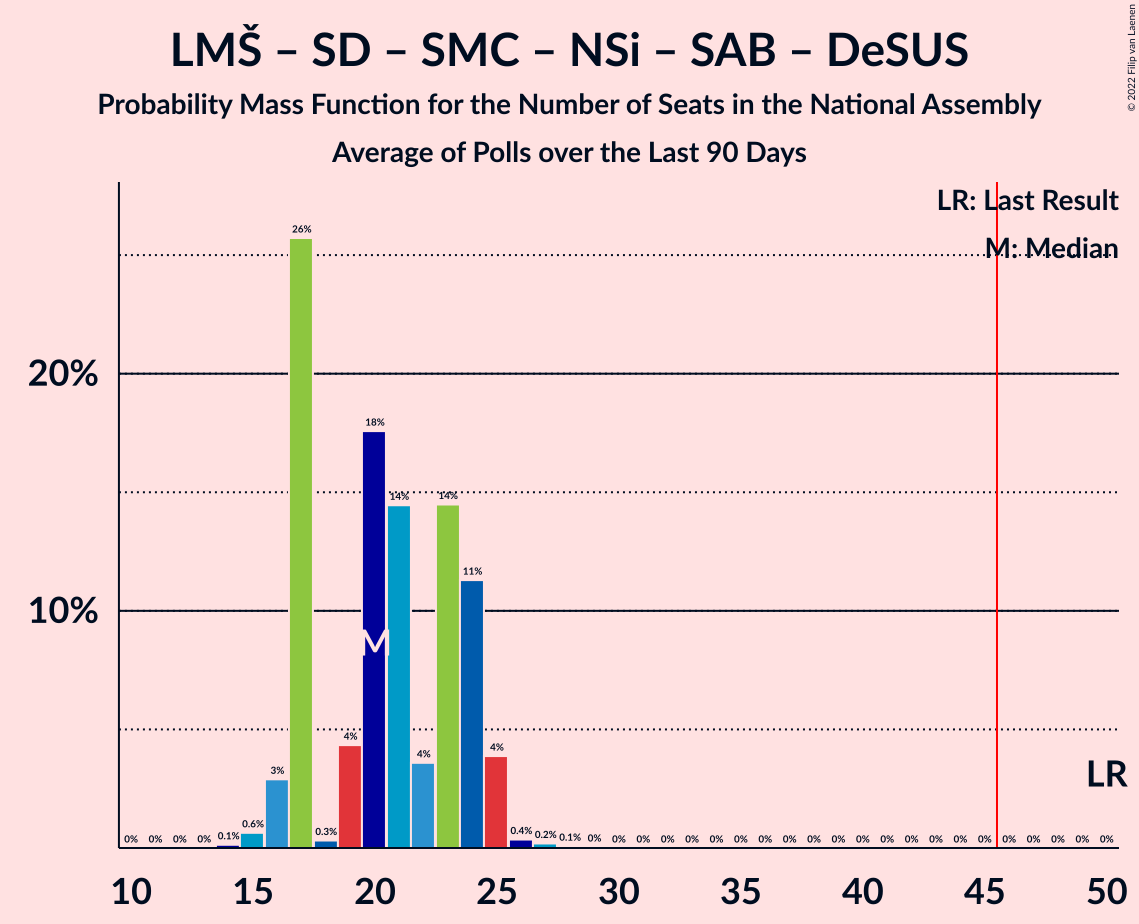 LMŠ – SD – SMC – NSi – SAB – DeSUS
Probability Mass Function for the Number of Seats in the National Assembly
Average of Polls over the Last 90 Days
© 2022 Filip van Laenen
LR: Last Result
M: Median
20%
10%
0% 0% 0% 0% 0.1% 0.6% 3% 26% 0.3% 4% 18% 14% 4% 14% 11% 4% 0.4% 0.2% 0.1% 0% 0% 0% 0% 0% 0% 0% 0% 0% 0% 0% 0% 0% 0% 0% 0% 0% 0% 0% 0% 0% 0%
M
LR
10 15 20 25 30 35 40 45 50